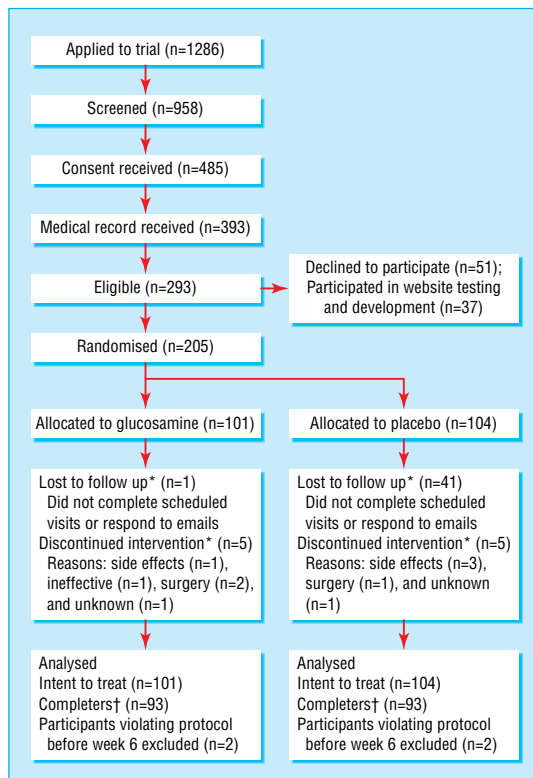 Applied to trial (n=1286)
Screened (n=958)
Consent received (n=485)
Medical record received (n=393)
Eligible (n=293)
Declined to participate (n=51);
Participated in website testing
and development (n=37)
Randomised (n=205)
Allocated to glucosamine (n=101)
Allocated to placebo (n=104)
Lost to follow up* (n=1)
Did not complete scheduled
visits or respond to emails
Discontinued intervention* (n=5)
Reasons: side effects (n=1),
ineffective (n=1), surgery (n=2),
and unknown (n=1)
Lost to follow up* (n=41)
Did not complete scheduled
visits or respond to emails
Discontinued intervention* (n=5)
Reasons: side effects (n=3),
surgery (n=1), and unknown
(n=1)
Analysed
Intent to treat (n=101)
Completers† (n=93)
Participants violating protocol
before week 6 excluded (n=2)
Analysed
Intent to treat (n=104)
Completers† (n=93)
Participants violating protocol
before week 6 excluded (n=2)